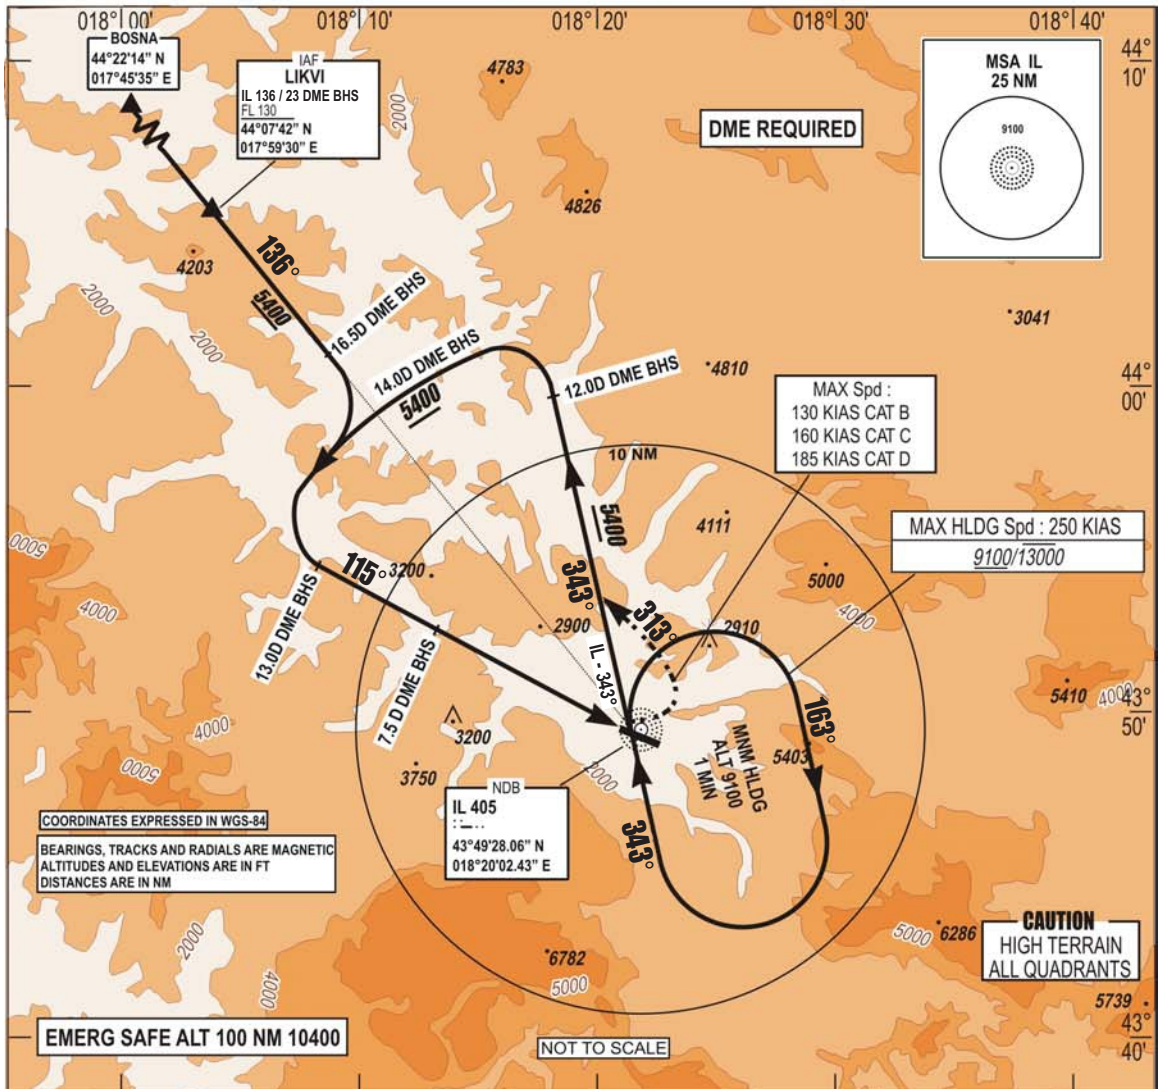 018° 00'
018° 10'
018° 20'
018° 30'
018° 40'
BOSNA
44°22'14" N
017°45'35" E
IAF
LIKVI
IL 136 / 23 DME BHS
FL 130
44°07'42" N
017°59'30" E
4783
2000
DME REQUIRED
MSA IL
25 NM
9100
44°
10'
4826
4203
136°
5400
2000
2000
16.5D DME BHS
3041
14.0D DME BHS
5400
12.0D DME BHS
4810
44°
00'
MAX Spd :
130 KIAS CAT B
160 KIAS CAT C
185 KIAS CAT D
10 NM
5400
4111
MAX HLDG Spd : 250 KIAS
9100/13000
5000
4000
115°
3200
343°
313°
5000
4000
13.0D DME BHS
7.5 D DME BHS
2900
IL - 343°
2910
5410
4000
43°
50'
4000
5000
3200
3750
2000
MNM HLDG
ALT 9100
1 MIN
5403
163°
NDB
IL 405
43°49'28.06" N
018°20'02.43" E
343°
COORDINATES EXPRESSED IN WGS-84
BEARINGS, TRACKS AND RADIALS ARE MAGNETIC
ALTITUDES AND ELEVATIONS ARE IN FT
DISTANCES ARE IN NM
2000
4000
6782
5000
5000
6286
CAUTION
HIGH TERRAIN
ALL QUADRANTS
5739
43°
40'
EMERG SAFE ALT 100 NM 10400
NOT TO SCALE